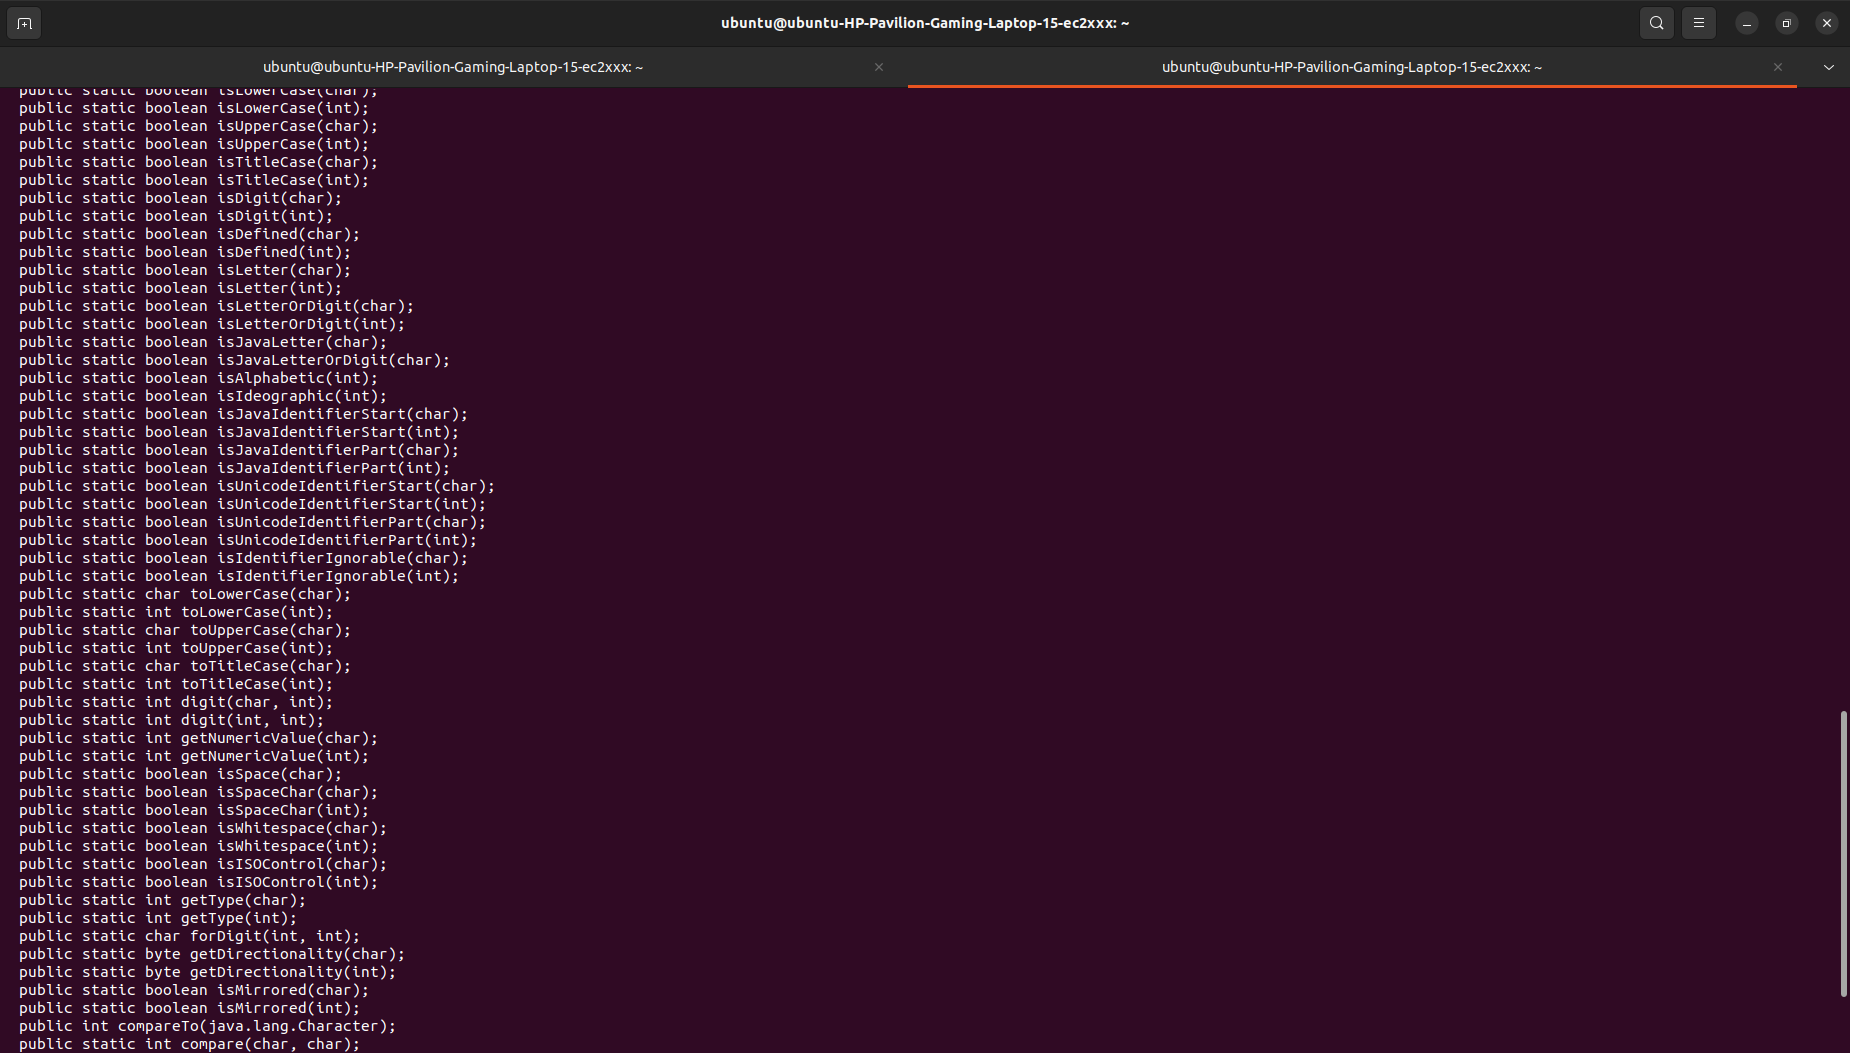 ubuntu@ubuntu-HP-Pavilion-Gaming-Laptop-15-ec2xxx: ~
ubuntu@ubuntu-HP-Pavilion-Gaming-Laptop-15-ec2xxx: ~
ubuntu@ubuntu-HP-Pavilion-Gaming-Laptop-15-ec2xxx: ~
public static boolean isLowerCase(char);
public static boolean isLowerCase(int);
public static boolean isUpperCase(char);
public static boolean isUpperCase(int);
public static boolean isTitleCase(char);
public static boolean isTitleCase(int);
public static boolean isDigit(char);
public static boolean isDigit(int);
public static boolean isDefined(char);
public static boolean isDefined(int);
public static boolean isLetter(char);
public static boolean isLetter(int);
public static boolean isLetterOrDigit(char);
public static boolean isLetterOrDigit(int);
public static boolean isJavaLetter(char);
public static boolean isJavaLetterOrDigit(char);
public static boolean isAlphabetic(int);
public static boolean isIdeographic(int);
public static boolean isJavaIdentifierStart(char);
public static boolean isJavaIdentifierStart(int);
public static boolean isJavaIdentifierPart(char);
public static boolean isJavaIdentifierPart(int);
public static boolean isUnicodeIdentifierStart(char);
public static boolean isUnicodeIdentifierStart(int);
public static boolean isUnicodeIdentifierPart(char);
public static boolean isUnicodeIdentifierPart(int);
public static boolean isIdentifierIgnorable(char);
public static boolean isIdentifierIgnorable(int);
public static char toLowerCase(char);
public static int toLowerCase(int);
public static char toUpperCase(char);
public static int toUpperCase(int);
public static char toTitleCase(char);
public static int toTitleCase(int);
public static int digit(char, int);
public static int digit(int, int);
public static int getNumericValue(char);
public static int getNumericValue(int);
public static boolean isSpace(char);
public static boolean isSpaceChar(char);
public static boolean isSpaceChar(int);
public static boolean isWhitespace(char);
public static boolean isWhitespace(int);
public static boolean isISOControl(char);
public static boolean isISOControl(int);
public static int getType(char);
public static int getType(int);
public static char forDigit(int, int);
public static byte getDirectionality(char);
public static byte getDirectionality(int);
public static boolean isMirrored(char);
public static boolean isMirrored(int);
public int compareTo(java.lang.Character);
public static int compare(char, char);